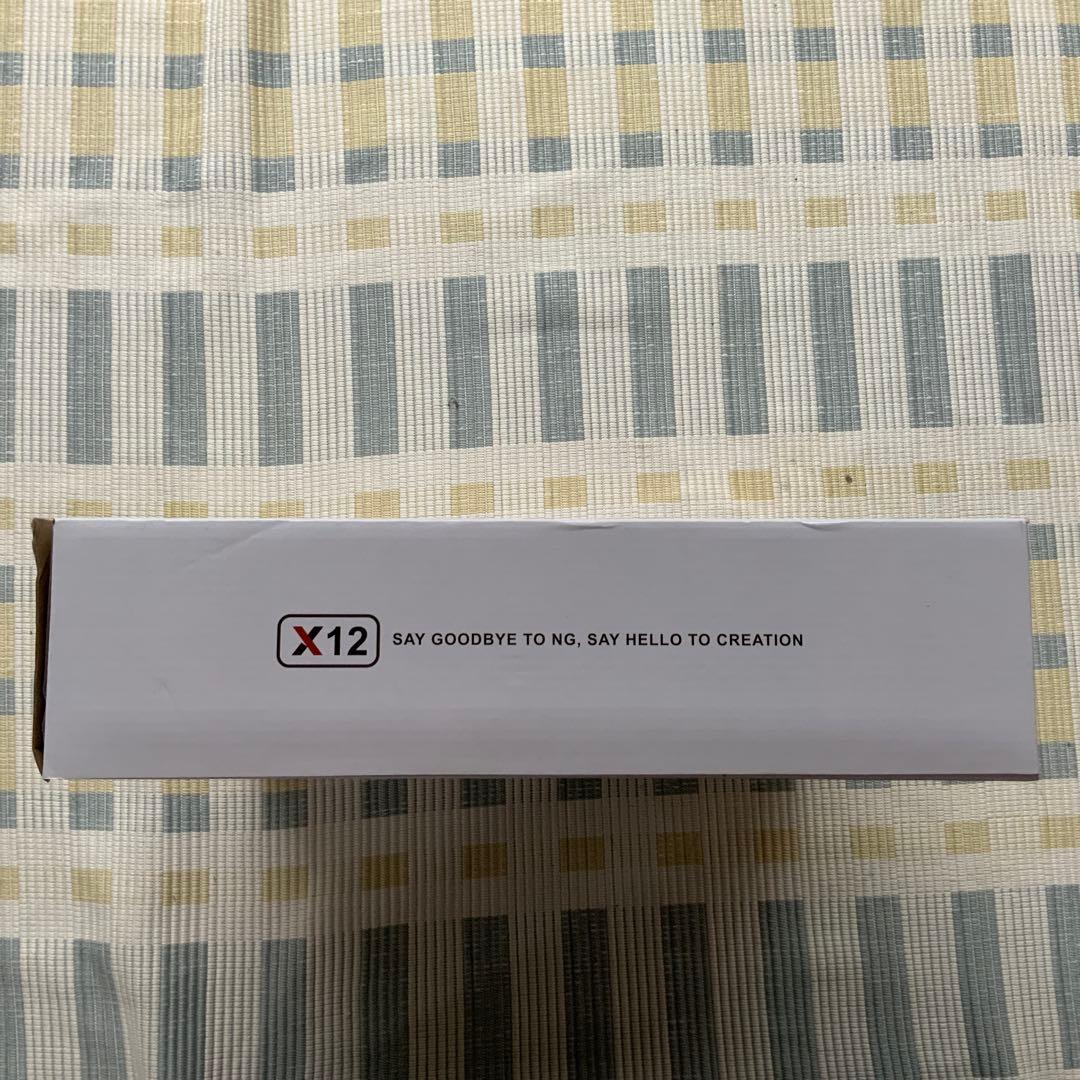 X12 SAY GOODBYE TO NG, SAY HELLO TO CREATION